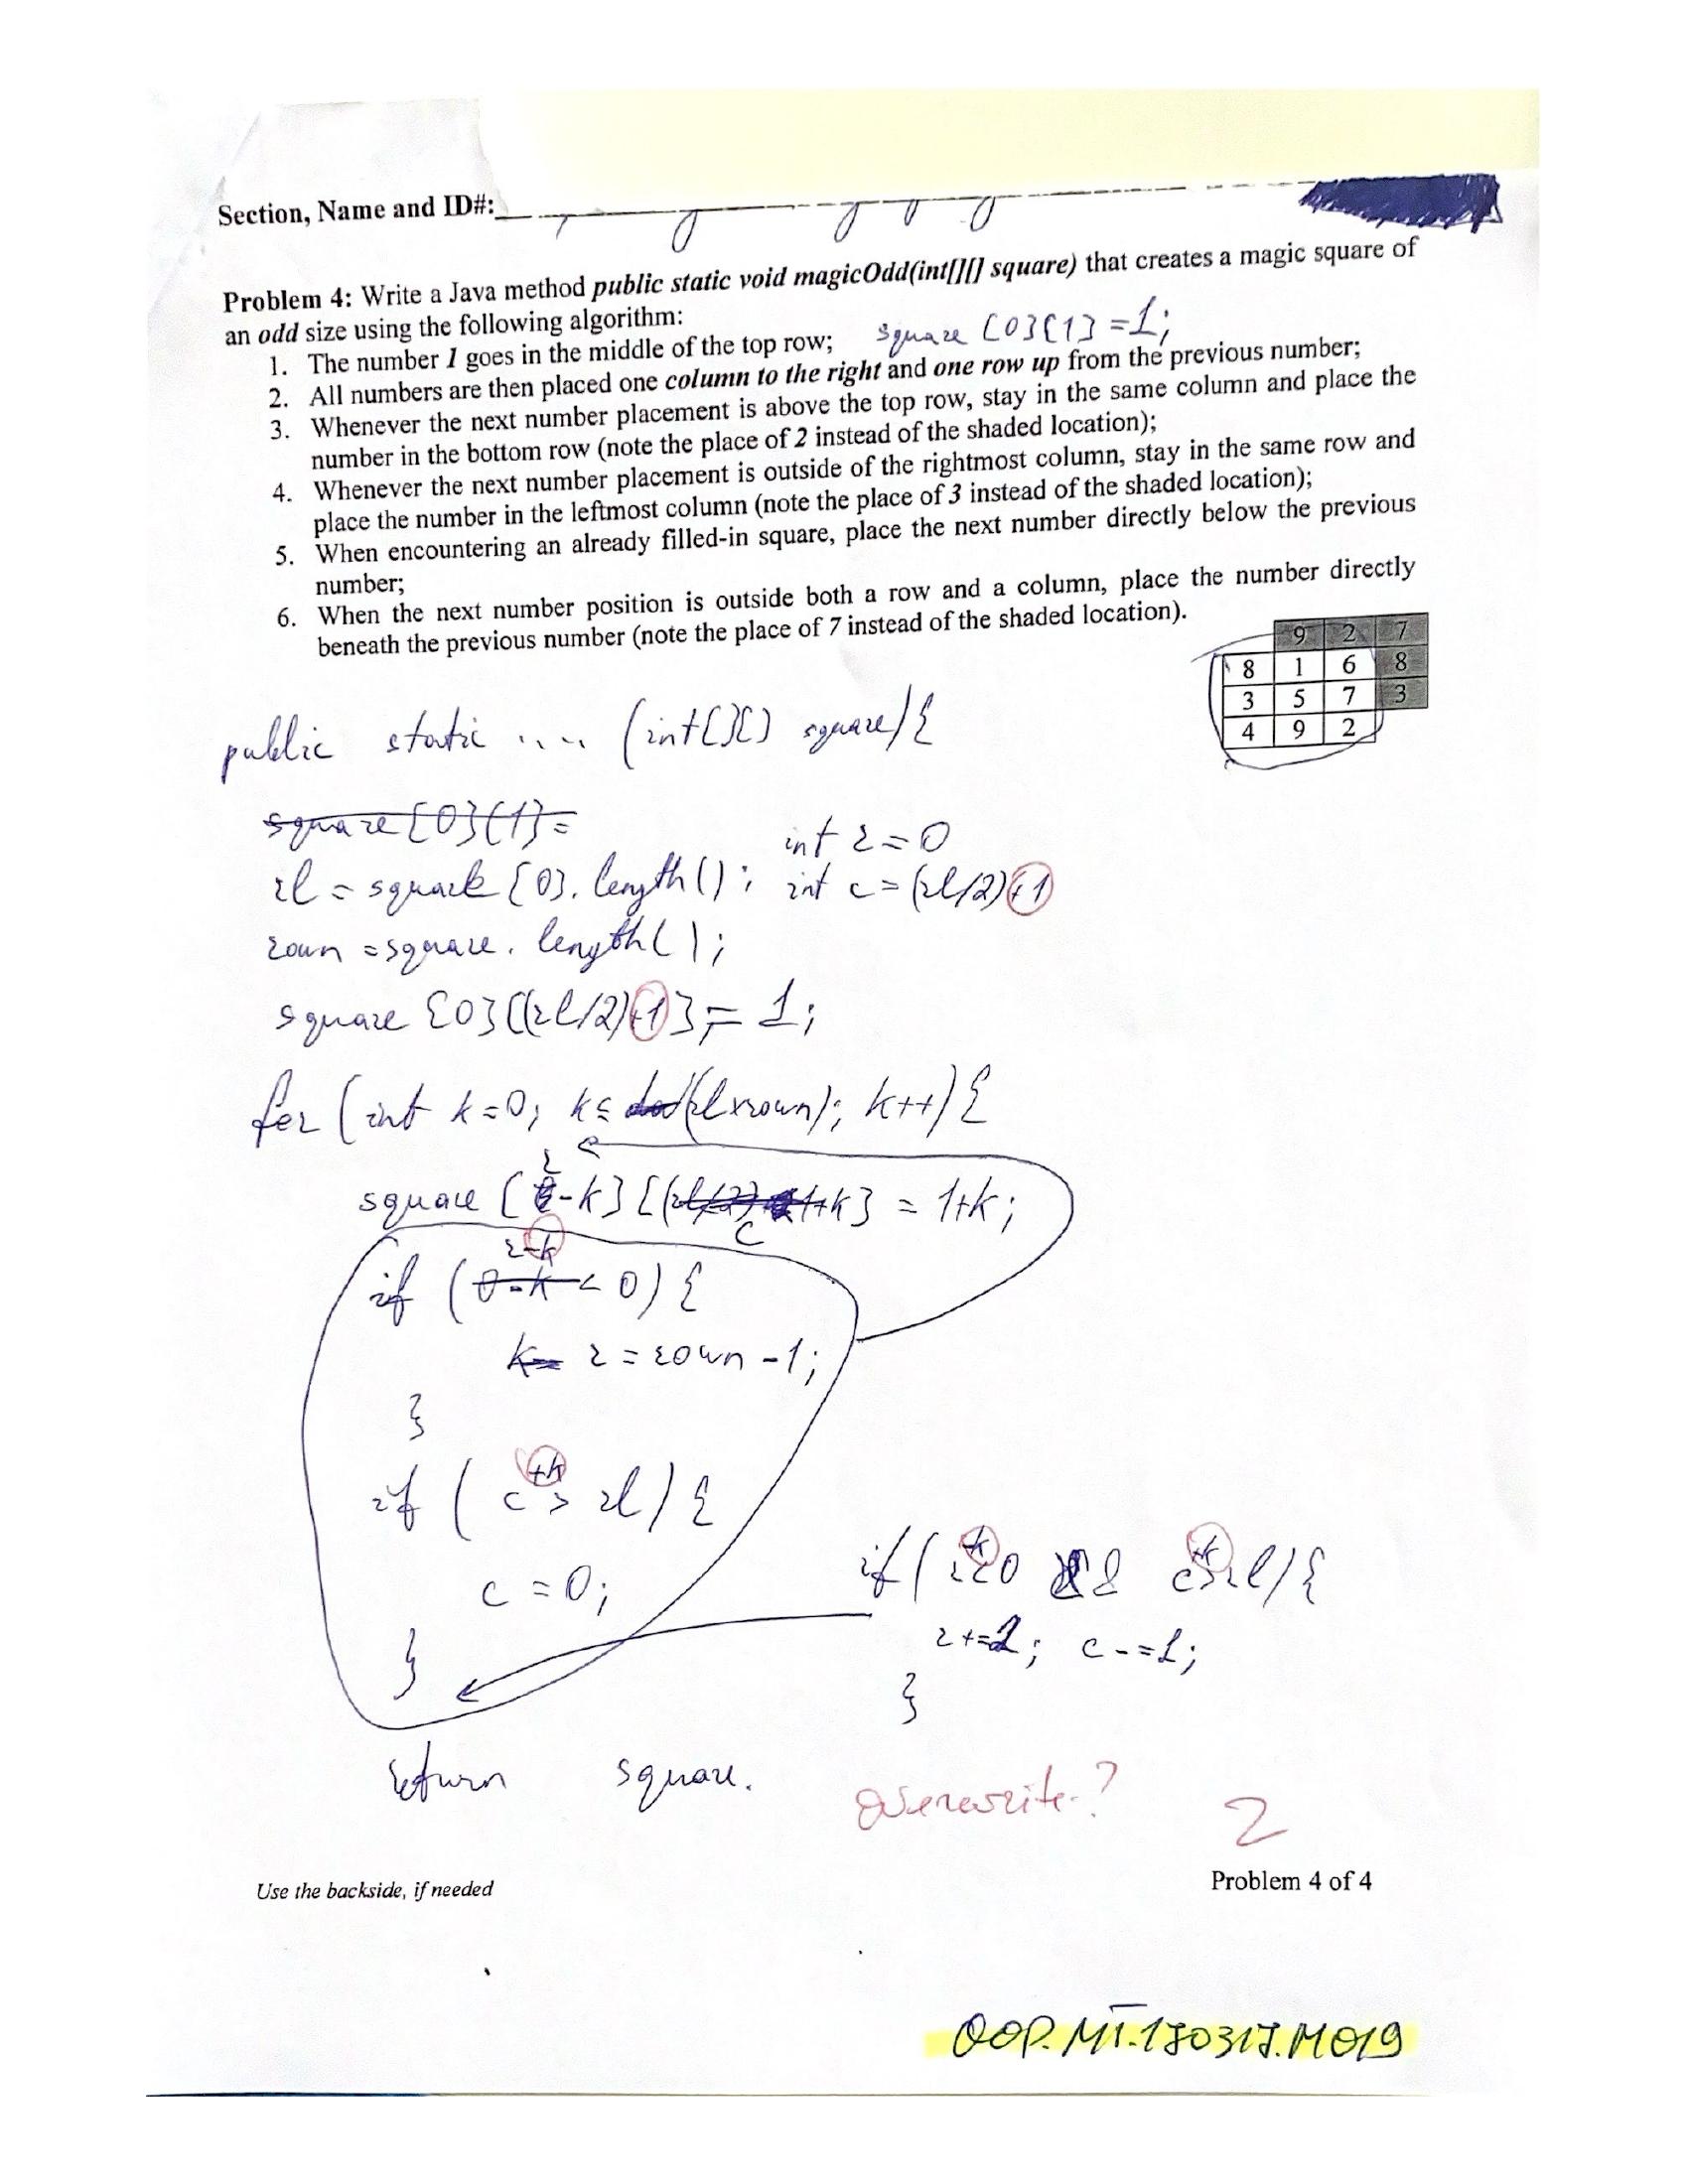 Section, Name and ID#:
Problem 4: Write a Java method public static void magicOdd(int[][] square) that creates a magic square of
an odd size using the following algorithm:
square [0][1] = 1;
1. The number 1 goes in the middle of the top row;
2. All numbers are then placed one column to the right and one row up from the previous number;
3. Whenever the next number placement is above the top row, stay in the same column and place the
number in the bottom row (note the place of 2 instead of the shaded location);
4. Whenever the next number placement is outside of the rightmost column, stay in the same row and
place the number in the leftmost column (note the place of 3 instead of the shaded location);
5. When encountering an already filled-in square, place the next number directly below the previous
number;
6. When the next number position is outside both a row and a column, place the number directly
beneath the previous number (note the place of 7 instead of the shaded location).
9 2 7
8 1 6 8
3 5 7 3
4 9 2
public static .... (int[][] square) {
square [0][1] =
int r = 0
rl = square [0]. length(); int c = (rl/2)+1
rown = square. length();
square [0][(rl/2)+1] = 1;
for (int k=0; k≤ (rl×rown); k++) {
square [r-k] [c+k] = 1+k;
r-k
if (0-k < 0) {
k= r = rown -1;
}
if ( c+k > rl) {
c = 0;
}
if ( r-k<0 && c+k>rl) {
r+=2; c-=1;
}
return square.
overewrite?
2
Use the backside, if needed
Problem 4 of 4
OOP.MT.170317.M019